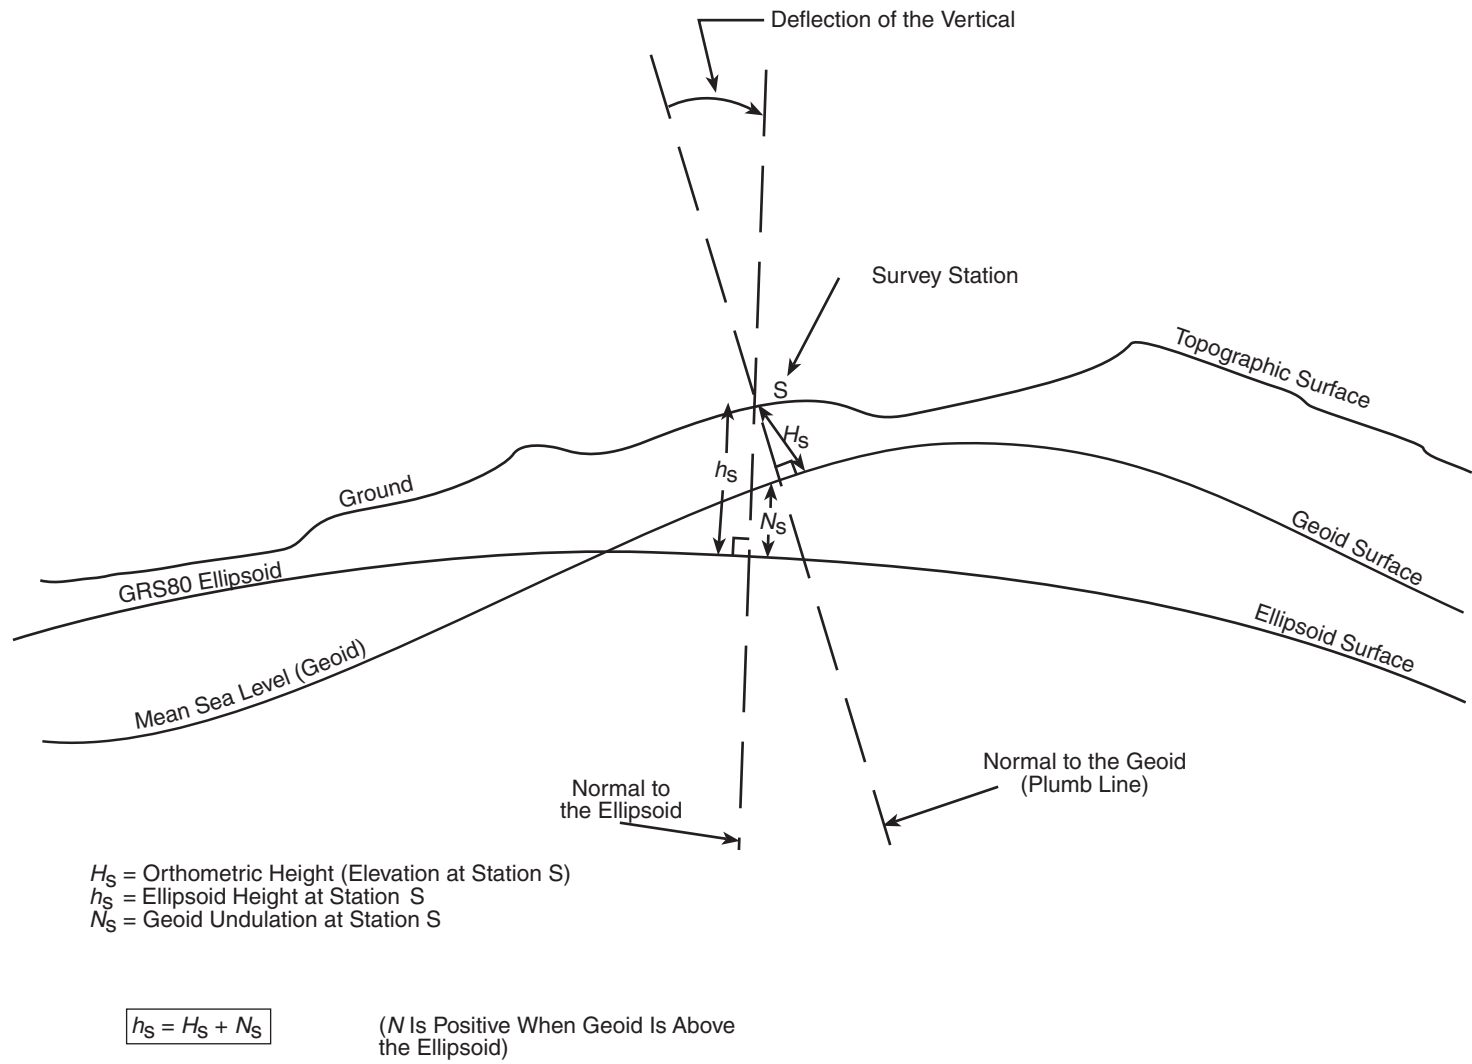 Deflection of the Vertical
Survey Station
S
Topographic Surface
Hs
hs
Ground
Ns
Geoid Surface
GRS80 Ellipsoid
Ellipsoid Surface
Mean Sea Level (Geoid)
Normal to the Geoid
(Plumb Line)
Normal to
the Ellipsoid
Hs = Orthometric Height (Elevation at Station S)
hs = Ellipsoid Height at Station S
Ns = Geoid Undulation at Station S
hs = Hs + Ns
(N Is Positive When Geoid Is Above
the Ellipsoid)